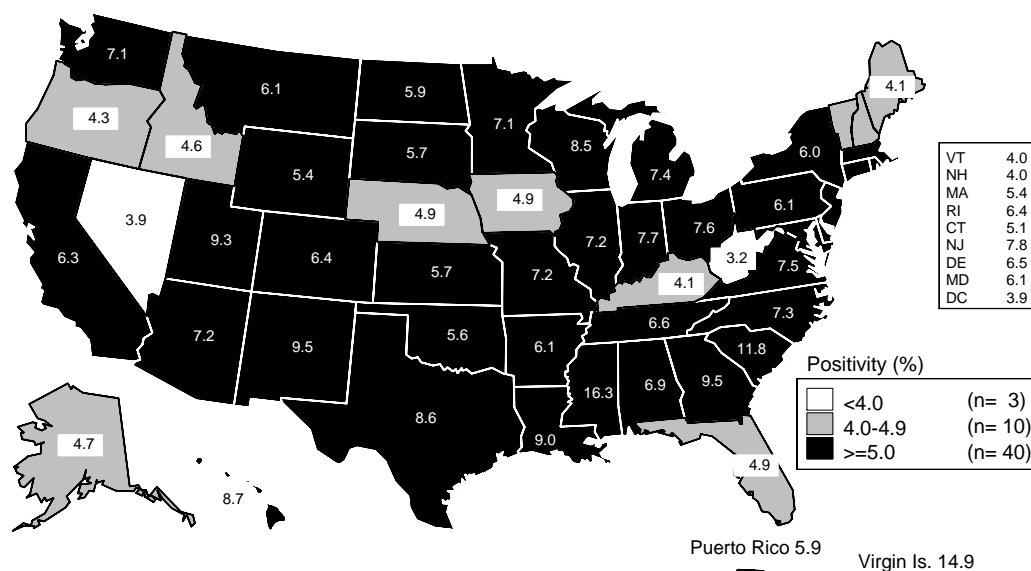 7.1
6.1
5.9
7.1
4.1
4.3
4.6
5.7
8.5
7.4
6.0
5.4
4.9
4.9
6.1
3.9
9.3
6.4
5.7
7.2
7.2
7.7
7.6
3.2
7.5
6.3
4.1
7.2
9.5
5.6
6.1
6.6
7.3
11.8
8.6
9.0
16.3
6.9
9.5
4.7
8.7
4.9
VT 4.0
NH 4.0
MA 5.4
RI 6.4
CT 5.1
NJ 7.8
DE 6.5
MD 6.1
DC 3.9
Positivity (%)
<4.0 (n= 3)
4.0-4.9 (n= 10)
>=5.0 (n= 40)
Puerto Rico 5.9
Virgin Is. 14.9